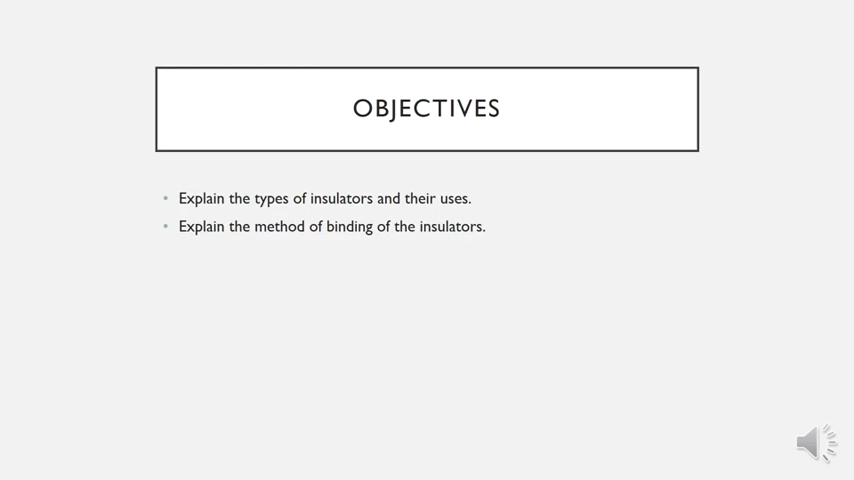 OBJECTIVES
• Explain the types of insulators and their uses.
• Explain the method of binding of the insulators.